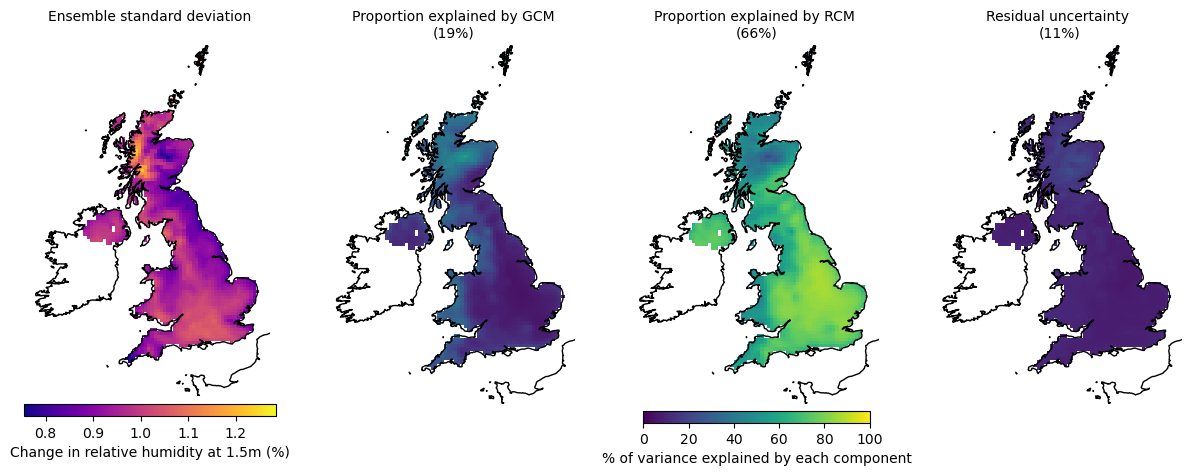 Ensemble standard deviation
Proportion explained by GCM
(19%)
Proportion explained by RCM
(66%)
Residual uncertainty
(11%)
0.8 0.9 1.0 1.1 1.2
Change in relative humidity at 1.5m (%)
0 20 40 60 80 100
% of variance explained by each component